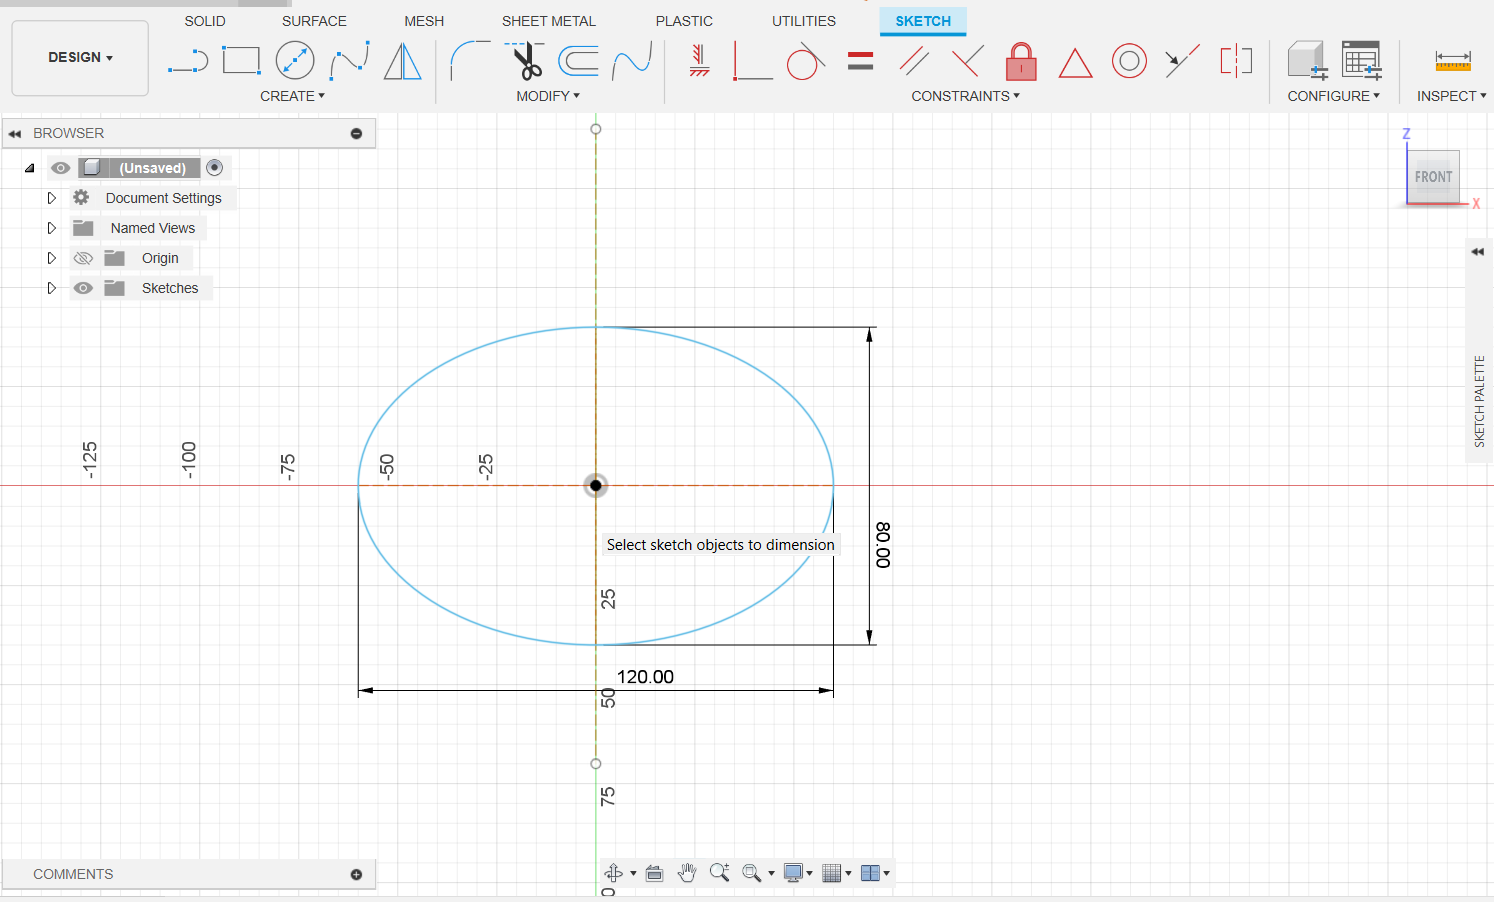 SOLID SURFACE MESH SHEET METAL PLASTIC UTILITIES SKETCH
DESIGN
CREATE MODIFY CONSTRAINTS CONFIGURE INSPECT
BROWSER
(Unsaved)
Document Settings
Named Views
Origin
Sketches
Z
FRONT
X
SKETCH PALETTE
-125 -100 -75 -50 -25
80.00
Select sketch objects to dimension
25
120.00
50
75
COMMENTS